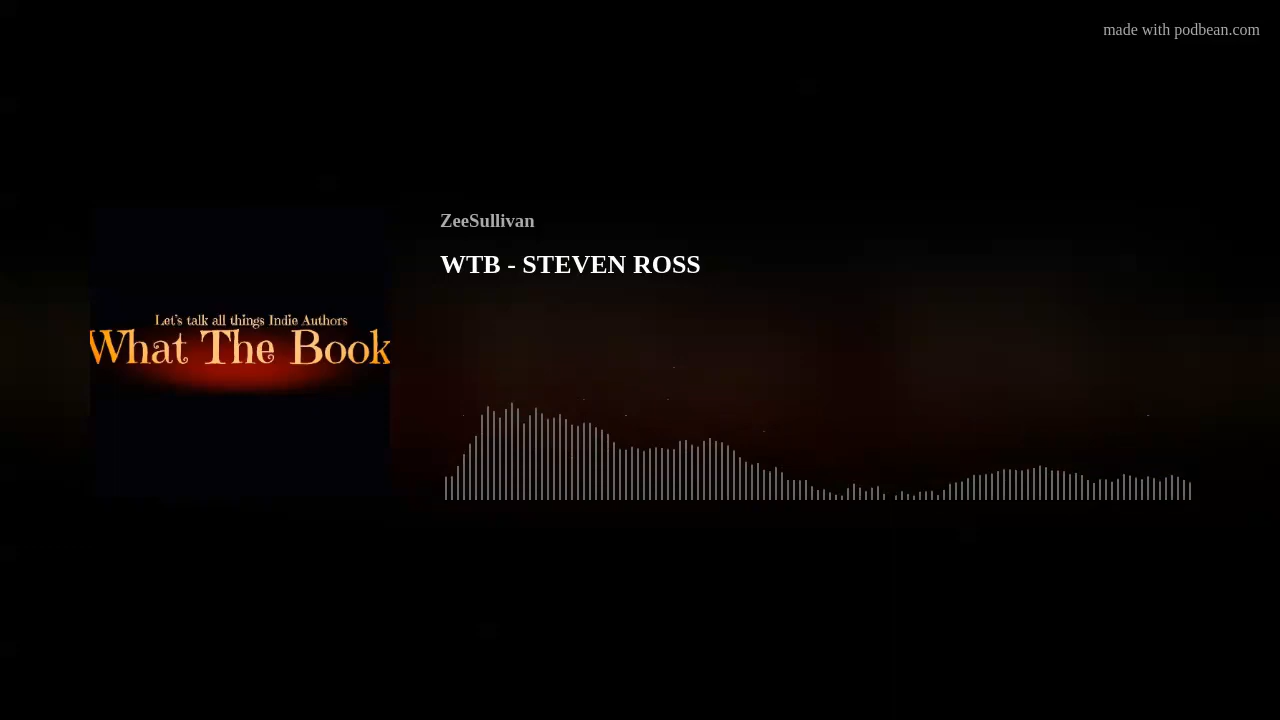 made with podbean.com
ZeeSullivan
WTB - STEVEN ROSS
Let's talk all things Indie Authors
What The Book